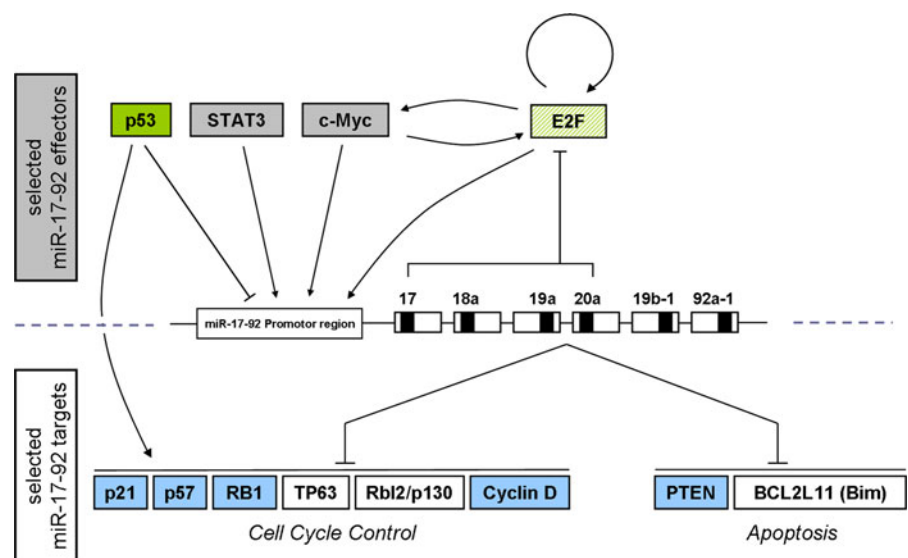 selected
miR-17-92 effectors
p53
STAT3
c-Myc
E2F
17
18a
19a
20a
19b-1
92a-1
miR-17-92 Promotor region
selected
miR-17-92 targets
p21
p57
RB1
TP63
Rbl2/p130
Cyclin D
PTEN
BCL2L11 (Bim)
Cell Cycle Control
Apoptosis